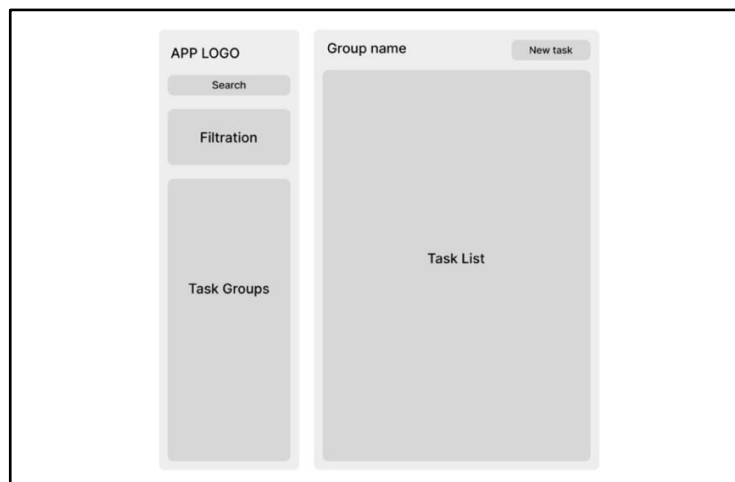 APP LOGO
Search
Filtration
Task Groups
Group name
New task
Task List